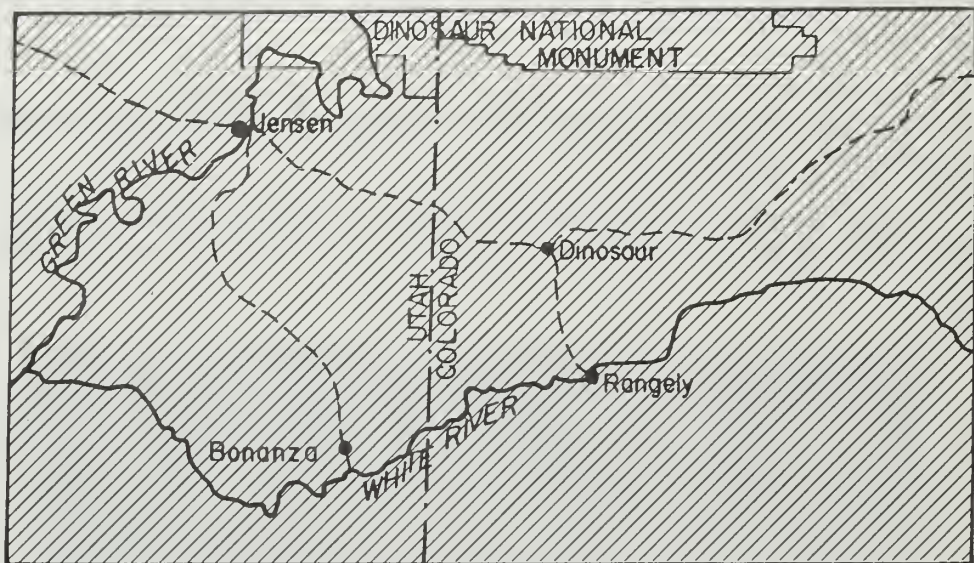 DINOSAUR NATIONAL
MONUMENT
Jensen
GREEN RIVER
Dinosaur
UTAH
COLORADO
Rangely
Bonanza
WHITE RIVER